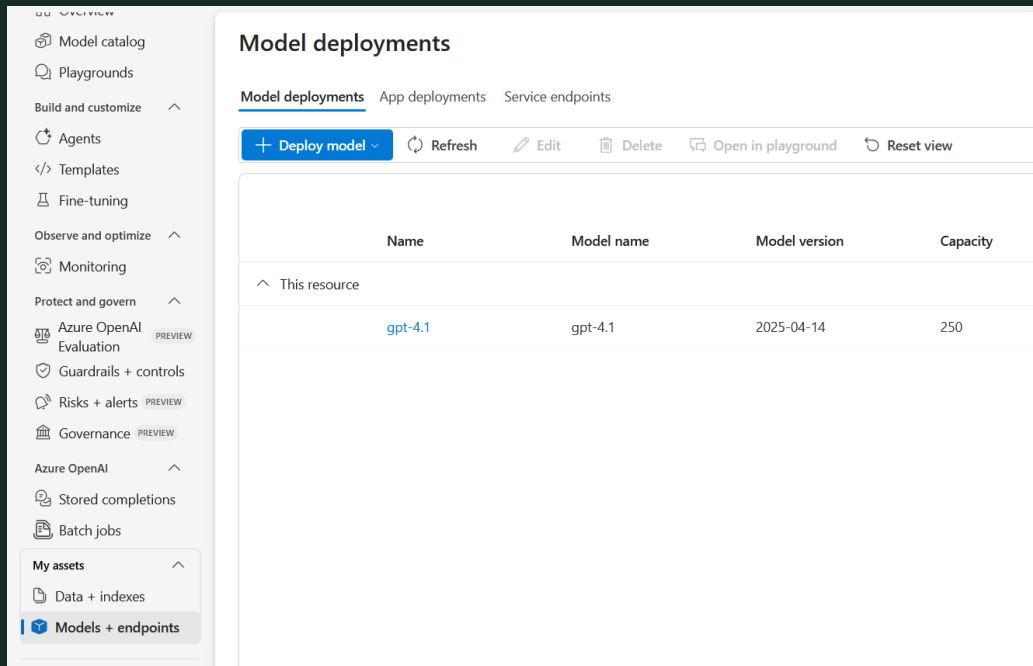 Overview
Model catalog
Playgrounds
Build and customize
Agents
Templates
Fine-tuning
Observe and optimize
Monitoring
Protect and govern
Azure OpenAI
Evaluation
PREVIEW
Guardrails + controls
Risks + alerts PREVIEW
Governance PREVIEW
Azure OpenAI
Stored completions
Batch jobs
My assets
Data + indexes
Models + endpoints
Model deployments
Model deployments App deployments Service endpoints
Deploy model Refresh Edit Delete Open in playground Reset view
Name Model name Model version Capacity
This resource
gpt-4.1 gpt-4.1 2025-04-14 250